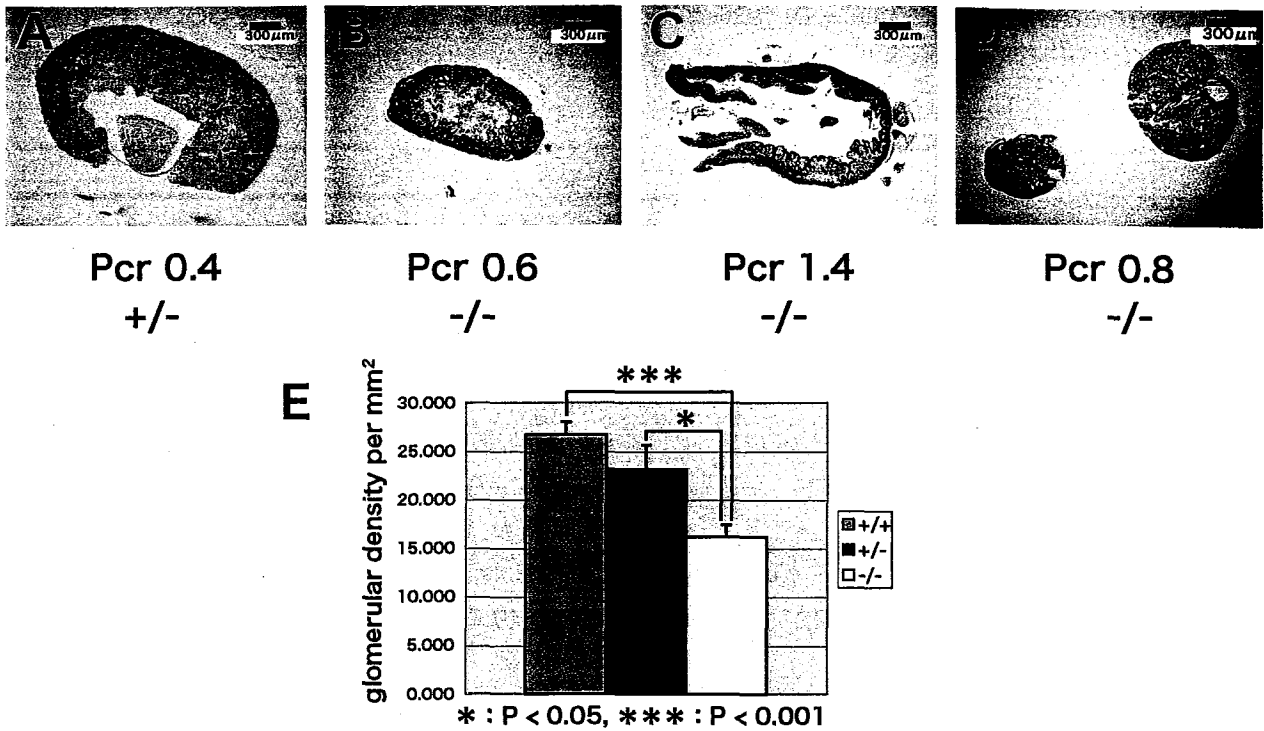 A
300μm
B
300μm
C
300μm
D
300μm
Pcr 0.4
+/-
Pcr 0.6
-/-
Pcr 1.4
-/-
Pcr 0.8
-/-
E
glomerular density per mm²
***
*
30.000
25.000
20.000
15.000
10.000
5.000
0.000
+/+
+/-
-/-
* : P < 0.05, *** : P < 0.001